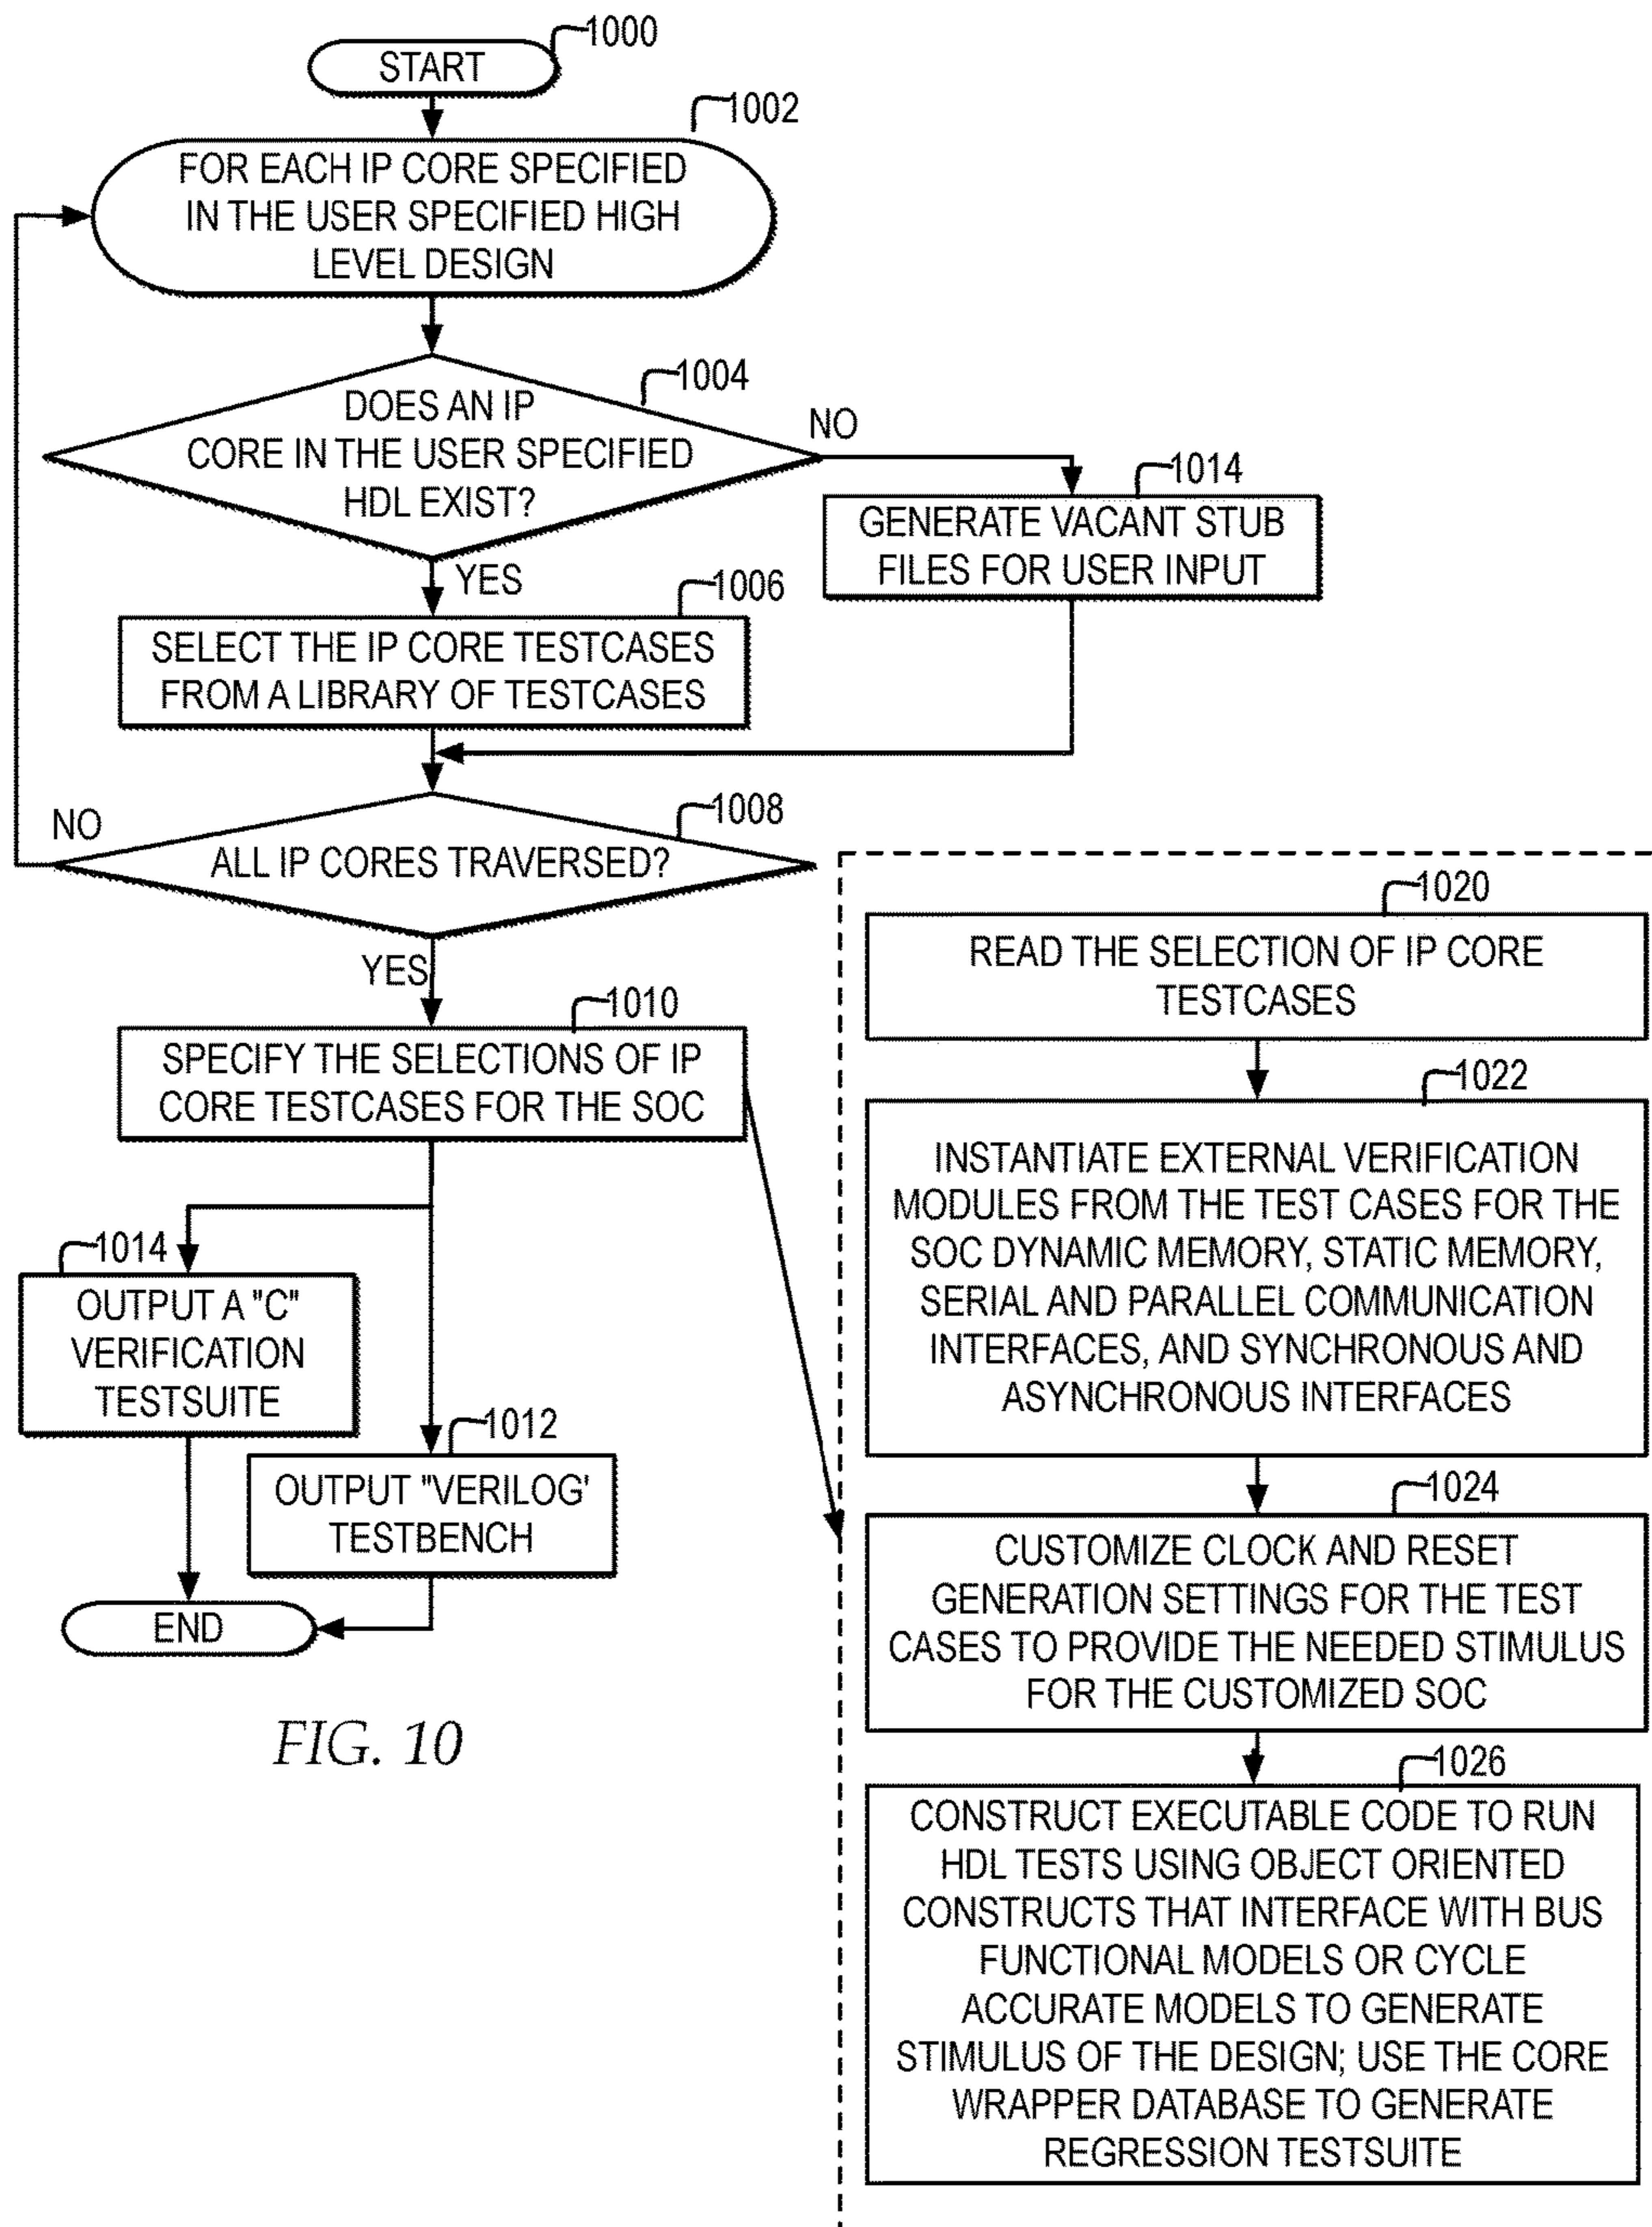 1000
START
1002
FOR EACH IP CORE SPECIFIED
IN THE USER SPECIFIED HIGH
LEVEL DESIGN
1004
DOES AN IP
CORE IN THE USER SPECIFIED
HDL EXIST?
NO
1014
GENERATE VACANT STUB
FILES FOR USER INPUT
YES
1006
SELECT THE IP CORE TESTCASES
FROM A LIBRARY OF TESTCASES
1008
NO
ALL IP CORES TRAVERSED?
YES
1010
SPECIFY THE SELECTIONS OF IP
CORE TESTCASES FOR THE SOC
1014
OUTPUT A "C"
VERIFICATION
TESTSUITE
1012
OUTPUT "VERILOG'
TESTBENCH
END
FIG. 10
1020
READ THE SELECTION OF IP CORE
TESTCASES
1022
INSTANTIATE EXTERNAL VERIFICATION
MODULES FROM THE TEST CASES FOR THE
SOC DYNAMIC MEMORY, STATIC MEMORY,
SERIAL AND PARALLEL COMMUNICATION
INTERFACES, AND SYNCHRONOUS AND
ASYNCHRONOUS INTERFACES
1024
CUSTOMIZE CLOCK AND RESET
GENERATION SETTINGS FOR THE TEST
CASES TO PROVIDE THE NEEDED STIMULUS
FOR THE CUSTOMIZED SOC
1026
CONSTRUCT EXECUTABLE CODE TO RUN
HDL TESTS USING OBJECT ORIENTED
CONSTRUCTS THAT INTERFACE WITH BUS
FUNCTIONAL MODELS OR CYCLE
ACCURATE MODELS TO GENERATE
STIMULUS OF THE DESIGN; USE THE CORE
WRAPPER DATABASE TO GENERATE
REGRESSION TESTSUITE